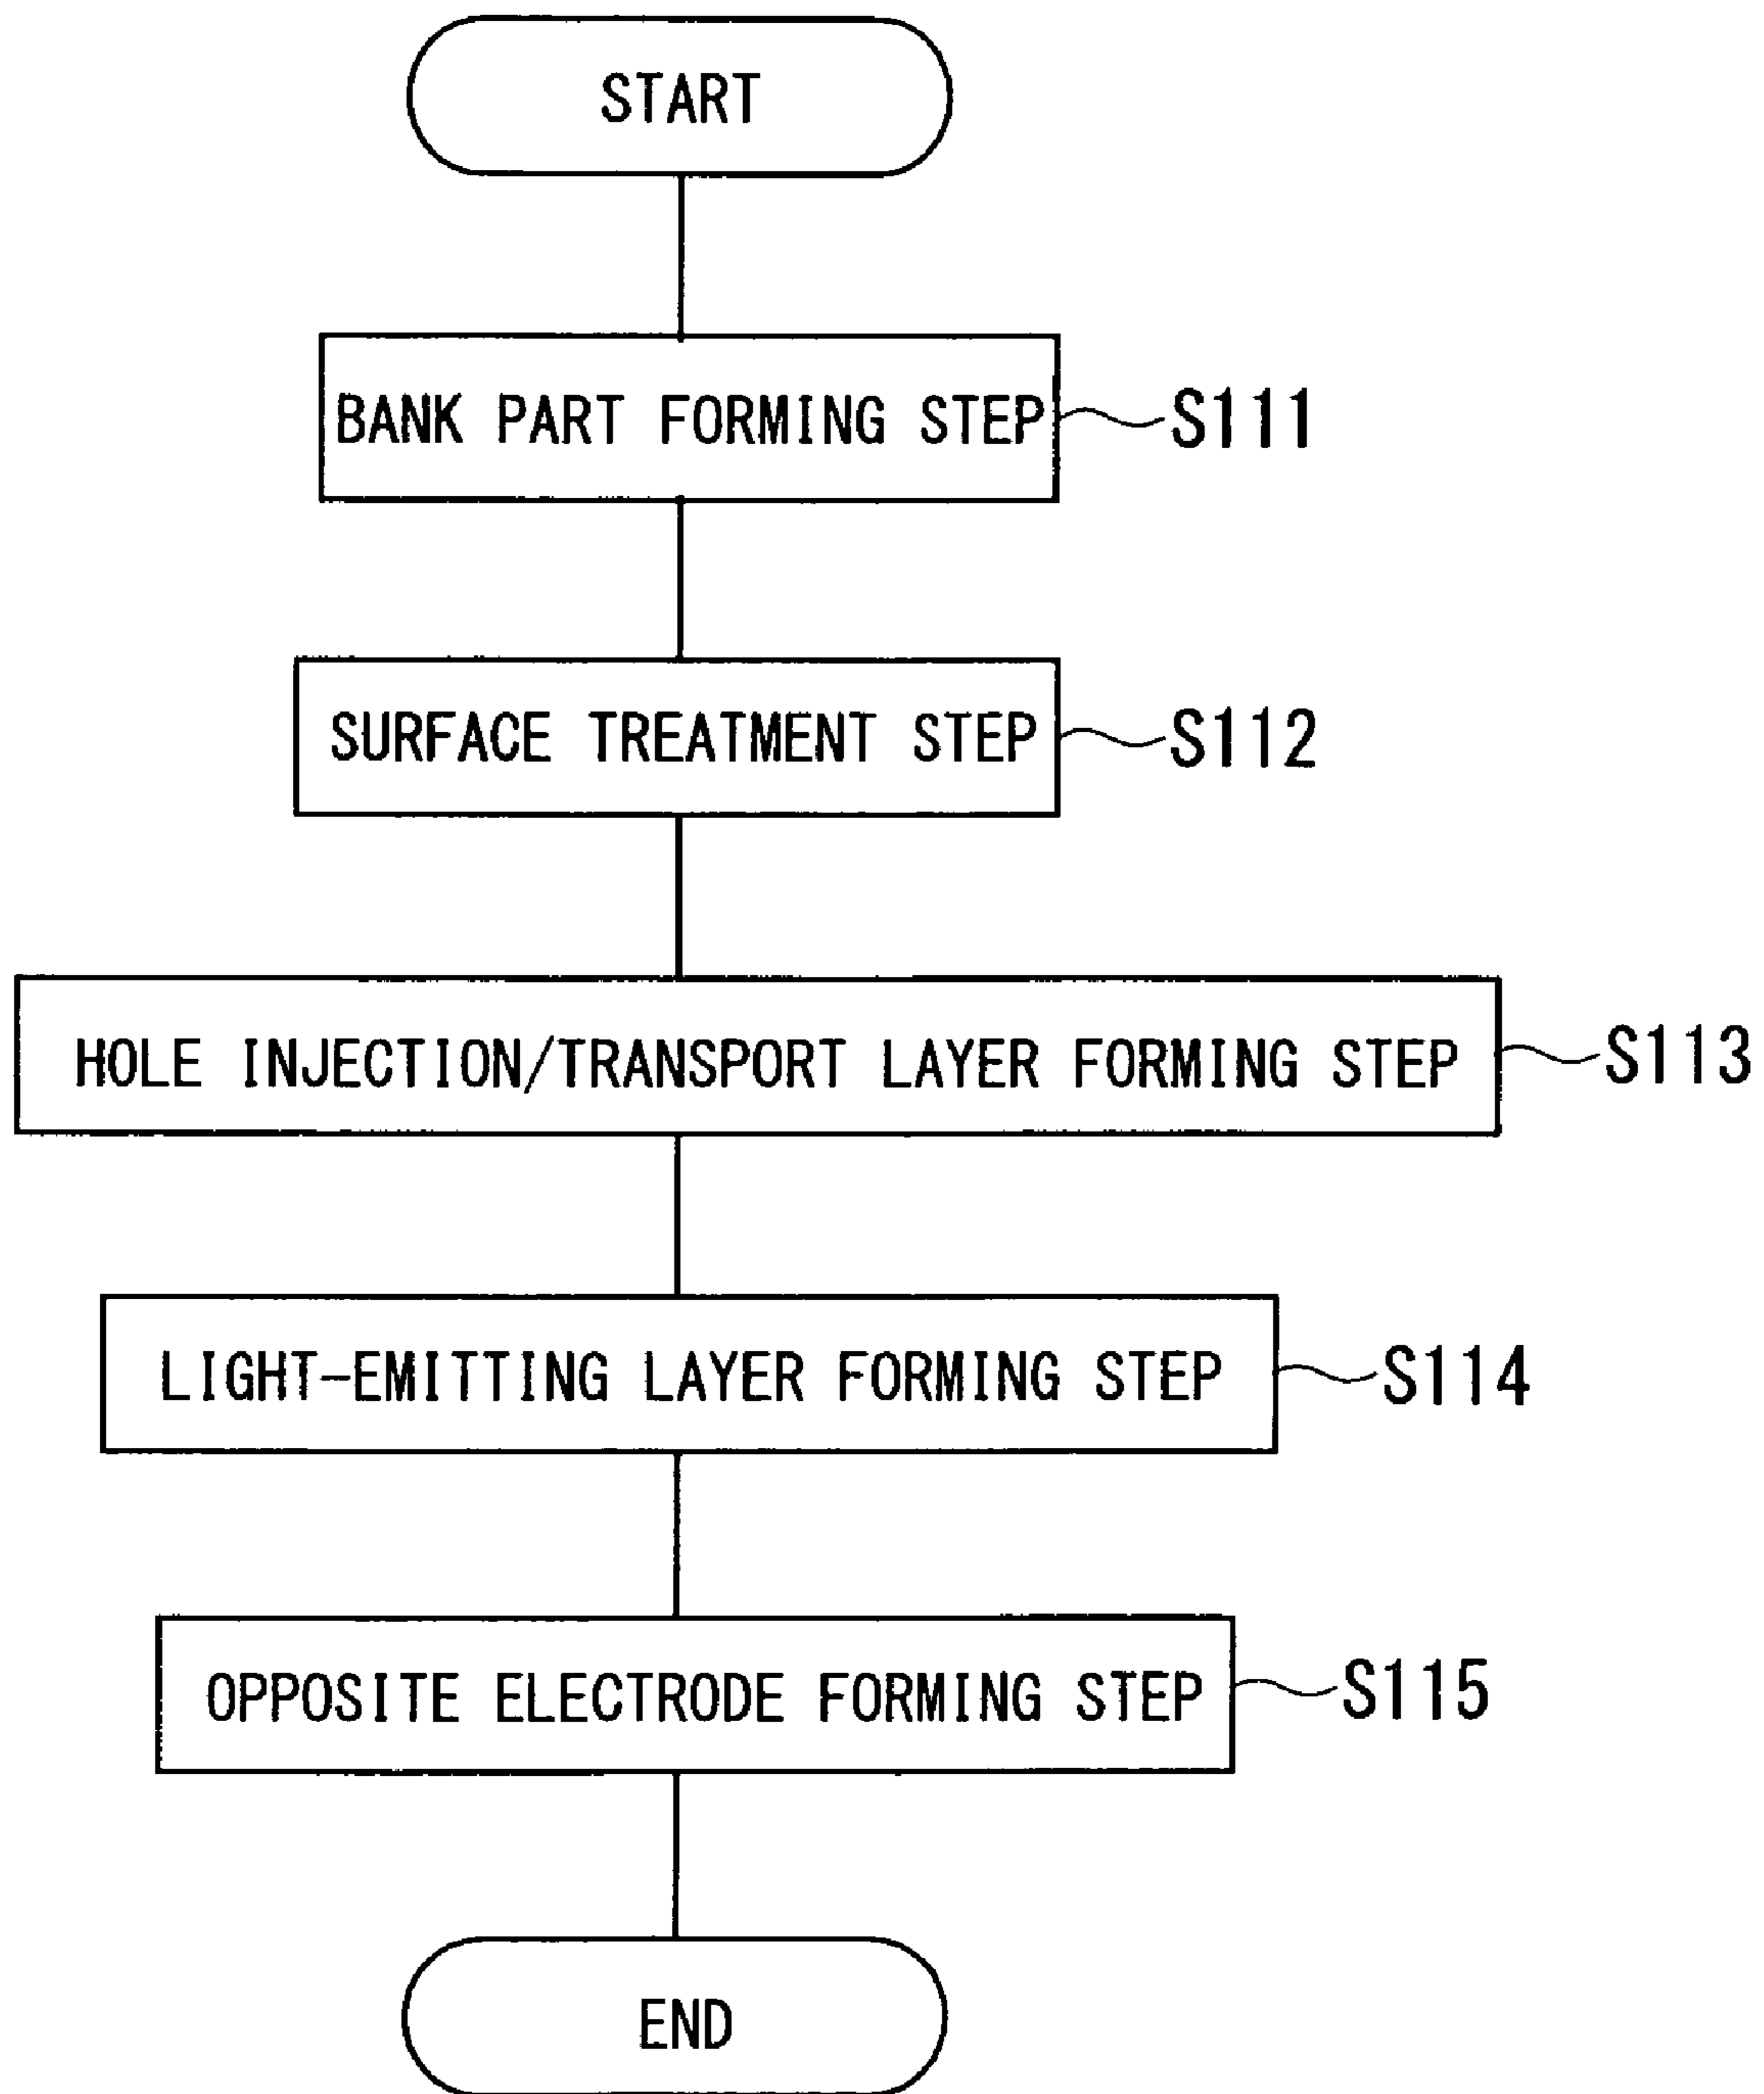 START
BANK PART FORMING STEP S111
SURFACE TREATMENT STEP S112
HOLE INJECTION/TRANSPORT LAYER FORMING STEP S113
LIGHT-EMITTING LAYER FORMING STEP S114
OPPOSITE ELECTRODE FORMING STEP S115
END